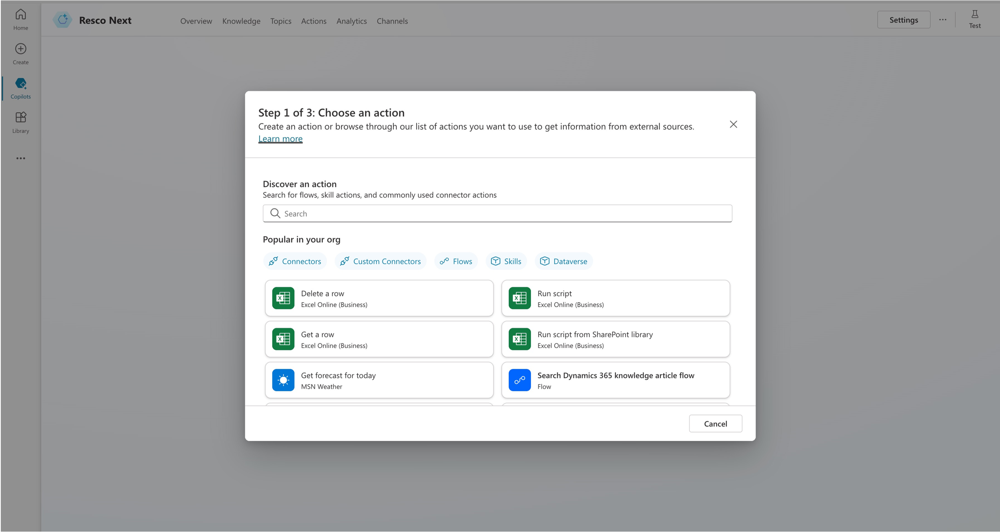 Home
Create
Copilots
Library
Resco Next
Overview
Knowledge
Topics
Actions
Analytics
Channels
Settings
Test
Step 1 of 3: Choose an action
Create an action or browse through our list of actions you want to use to get information from external sources.
Learn more
Discover an action
Search for flows, skill actions, and commonly used connector actions
Search
Popular in your org
Connectors
Custom Connectors
Flows
Skills
Dataverse
Delete a row
Excel Online (Business)
Run script
Excel Online (Business)
Get a row
Excel Online (Business)
Run script from SharePoint library
Excel Online (Business)
Get forecast for today
MSN Weather
Search Dynamics 365 knowledge article flow
Flow
Cancel